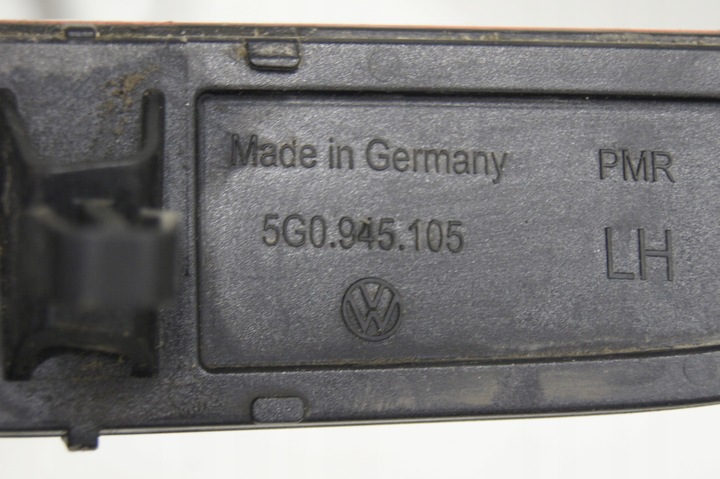 Made in Germany
PMR
5G0.945.105
LH